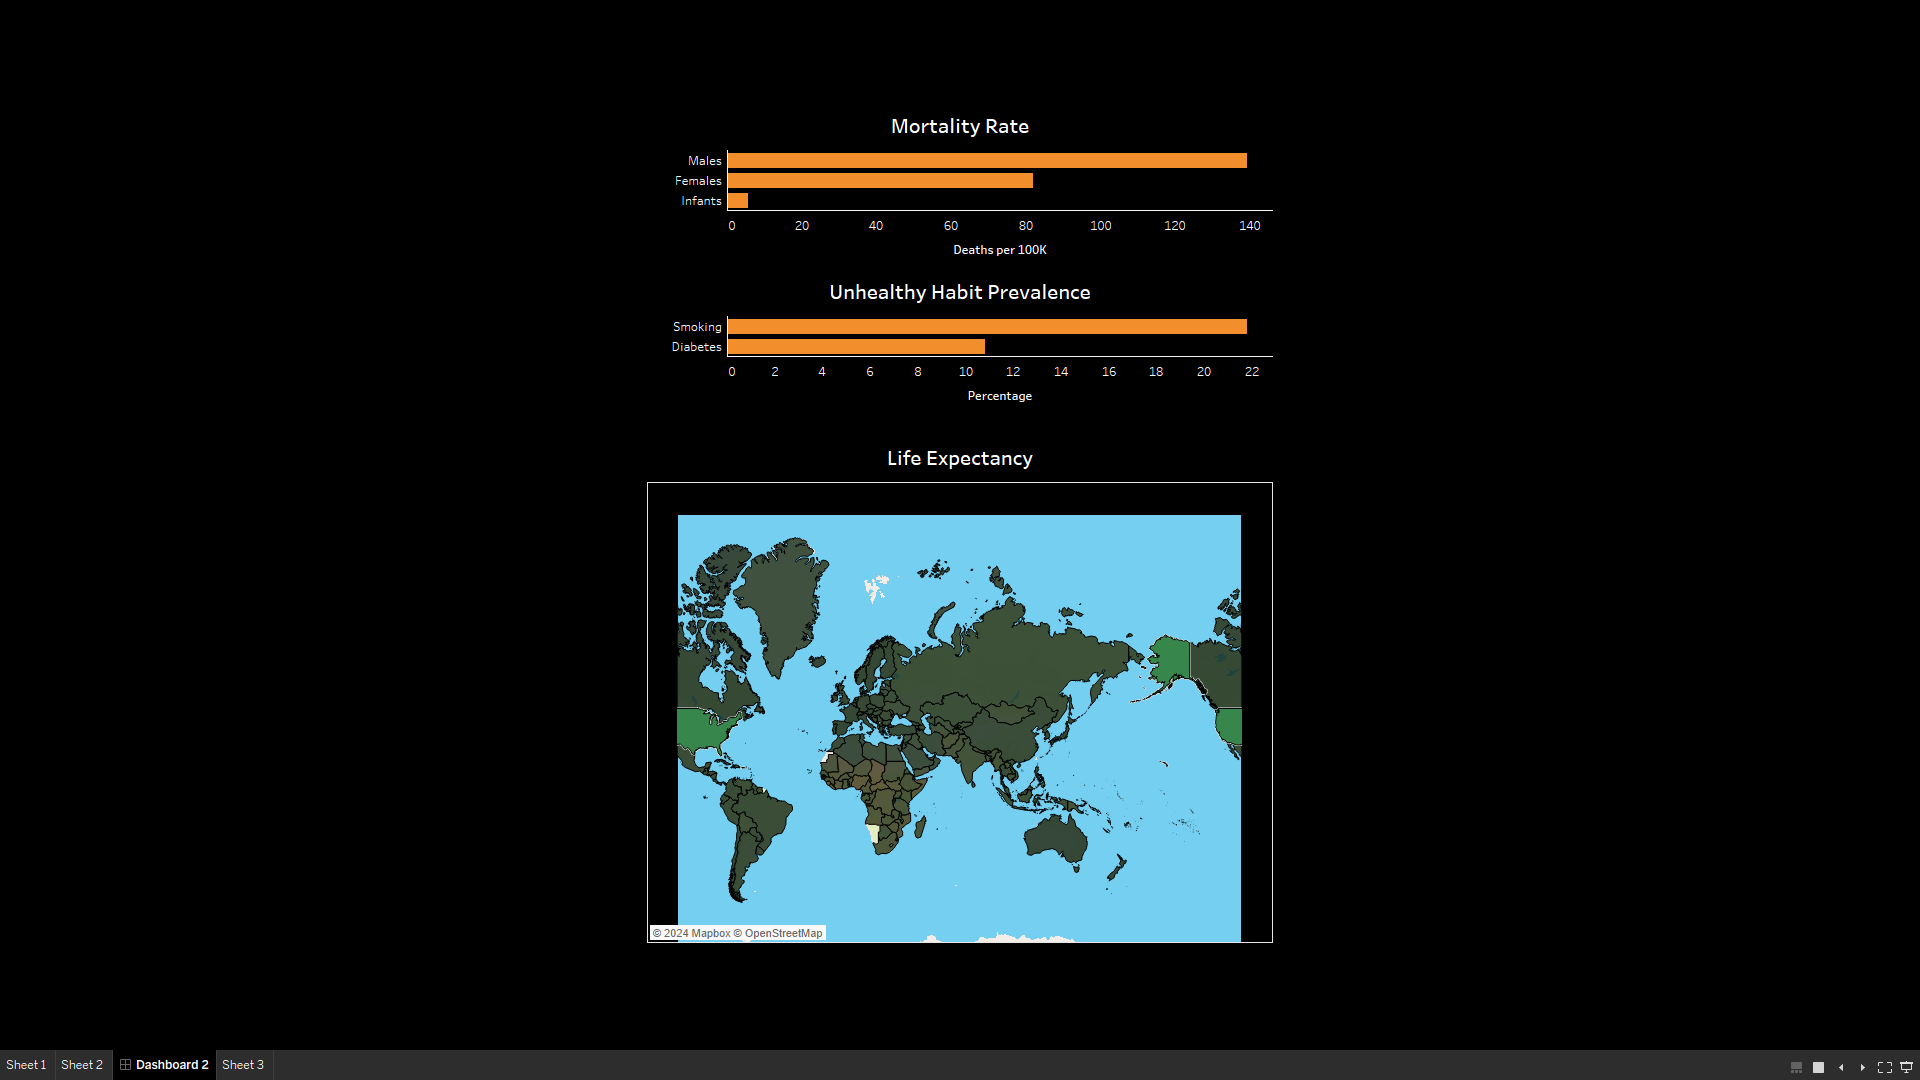 Mortality Rate
Males
Females
Infants
0 20 40 60 80 100 120 140
Deaths per 100K
Unhealthy Habit Prevalence
Smoking
Diabetes
0 2 4 6 8 10 12 14 16 18 20 22
Percentage
Life Expectancy
© 2024 Mapbox © OpenStreetMap
Sheet 1 Sheet 2 Dashboard 2 Sheet 3